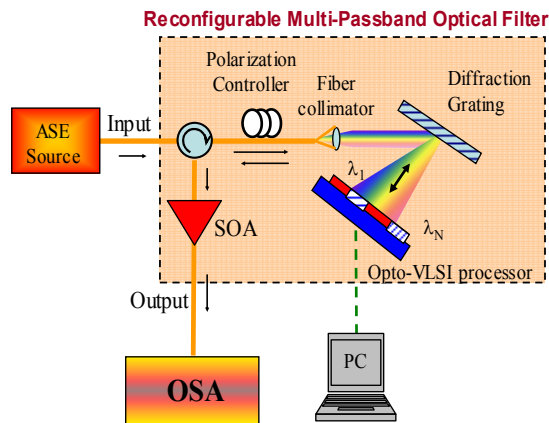 Reconfigurable Multi-Passband Optical Filter
Polarization
Controller
Fiber
collimator
Diffraction
Grating
ASE
Source
Input
λ1
λN
SOA
Opto-VLSI processor
Output
OSA
PC